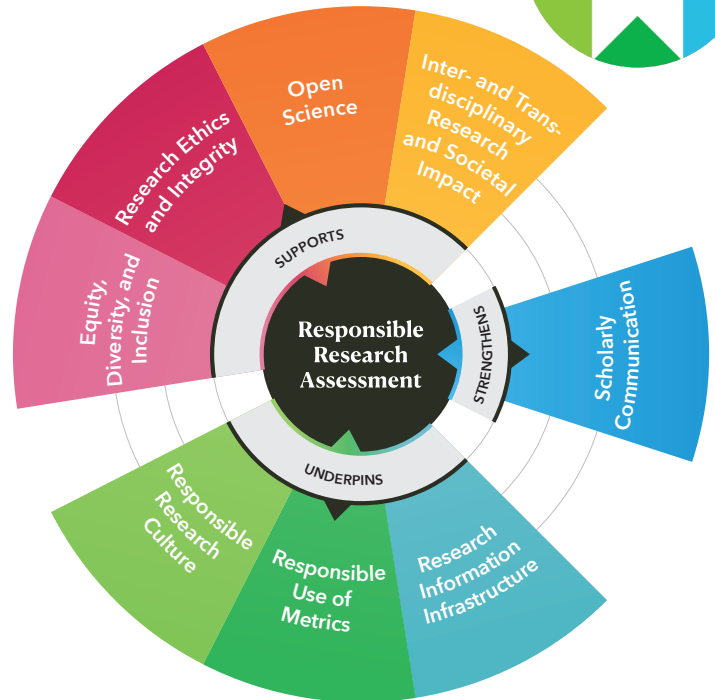 Open
Science
Inter- and Trans-
disciplinary
Research
and Societal
Impact
Research Ethics
and Integrity
Equity,
Diversity, and
Inclusion
SUPPORTS
Responsible
Research
Assessment
STRENGTHENS
Scholarly
Communication
UNDERPINS
Responsible
Research
Culture
Responsible
Use of
Metrics
Research
Information
Infrastructure